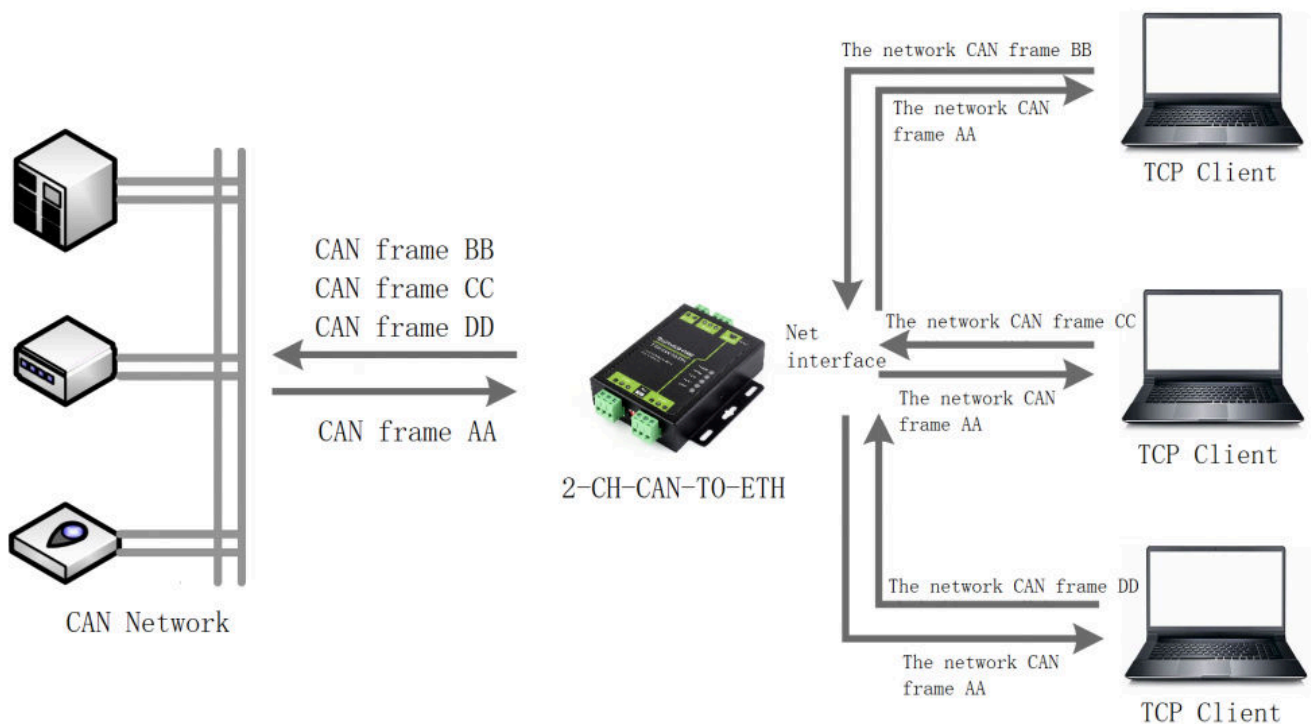 The network CAN frame BB
The network CAN
frame AA
TCP Client
CAN frame BB
CAN frame CC
CAN frame DD
CAN frame AA
Net
interface
The network CAN frame CC
The network CAN
frame AA
TCP Client
2-CH-CAN-TO-ETH
The network CAN frame DD
CAN Network
The network CAN
frame AA
TCP Client